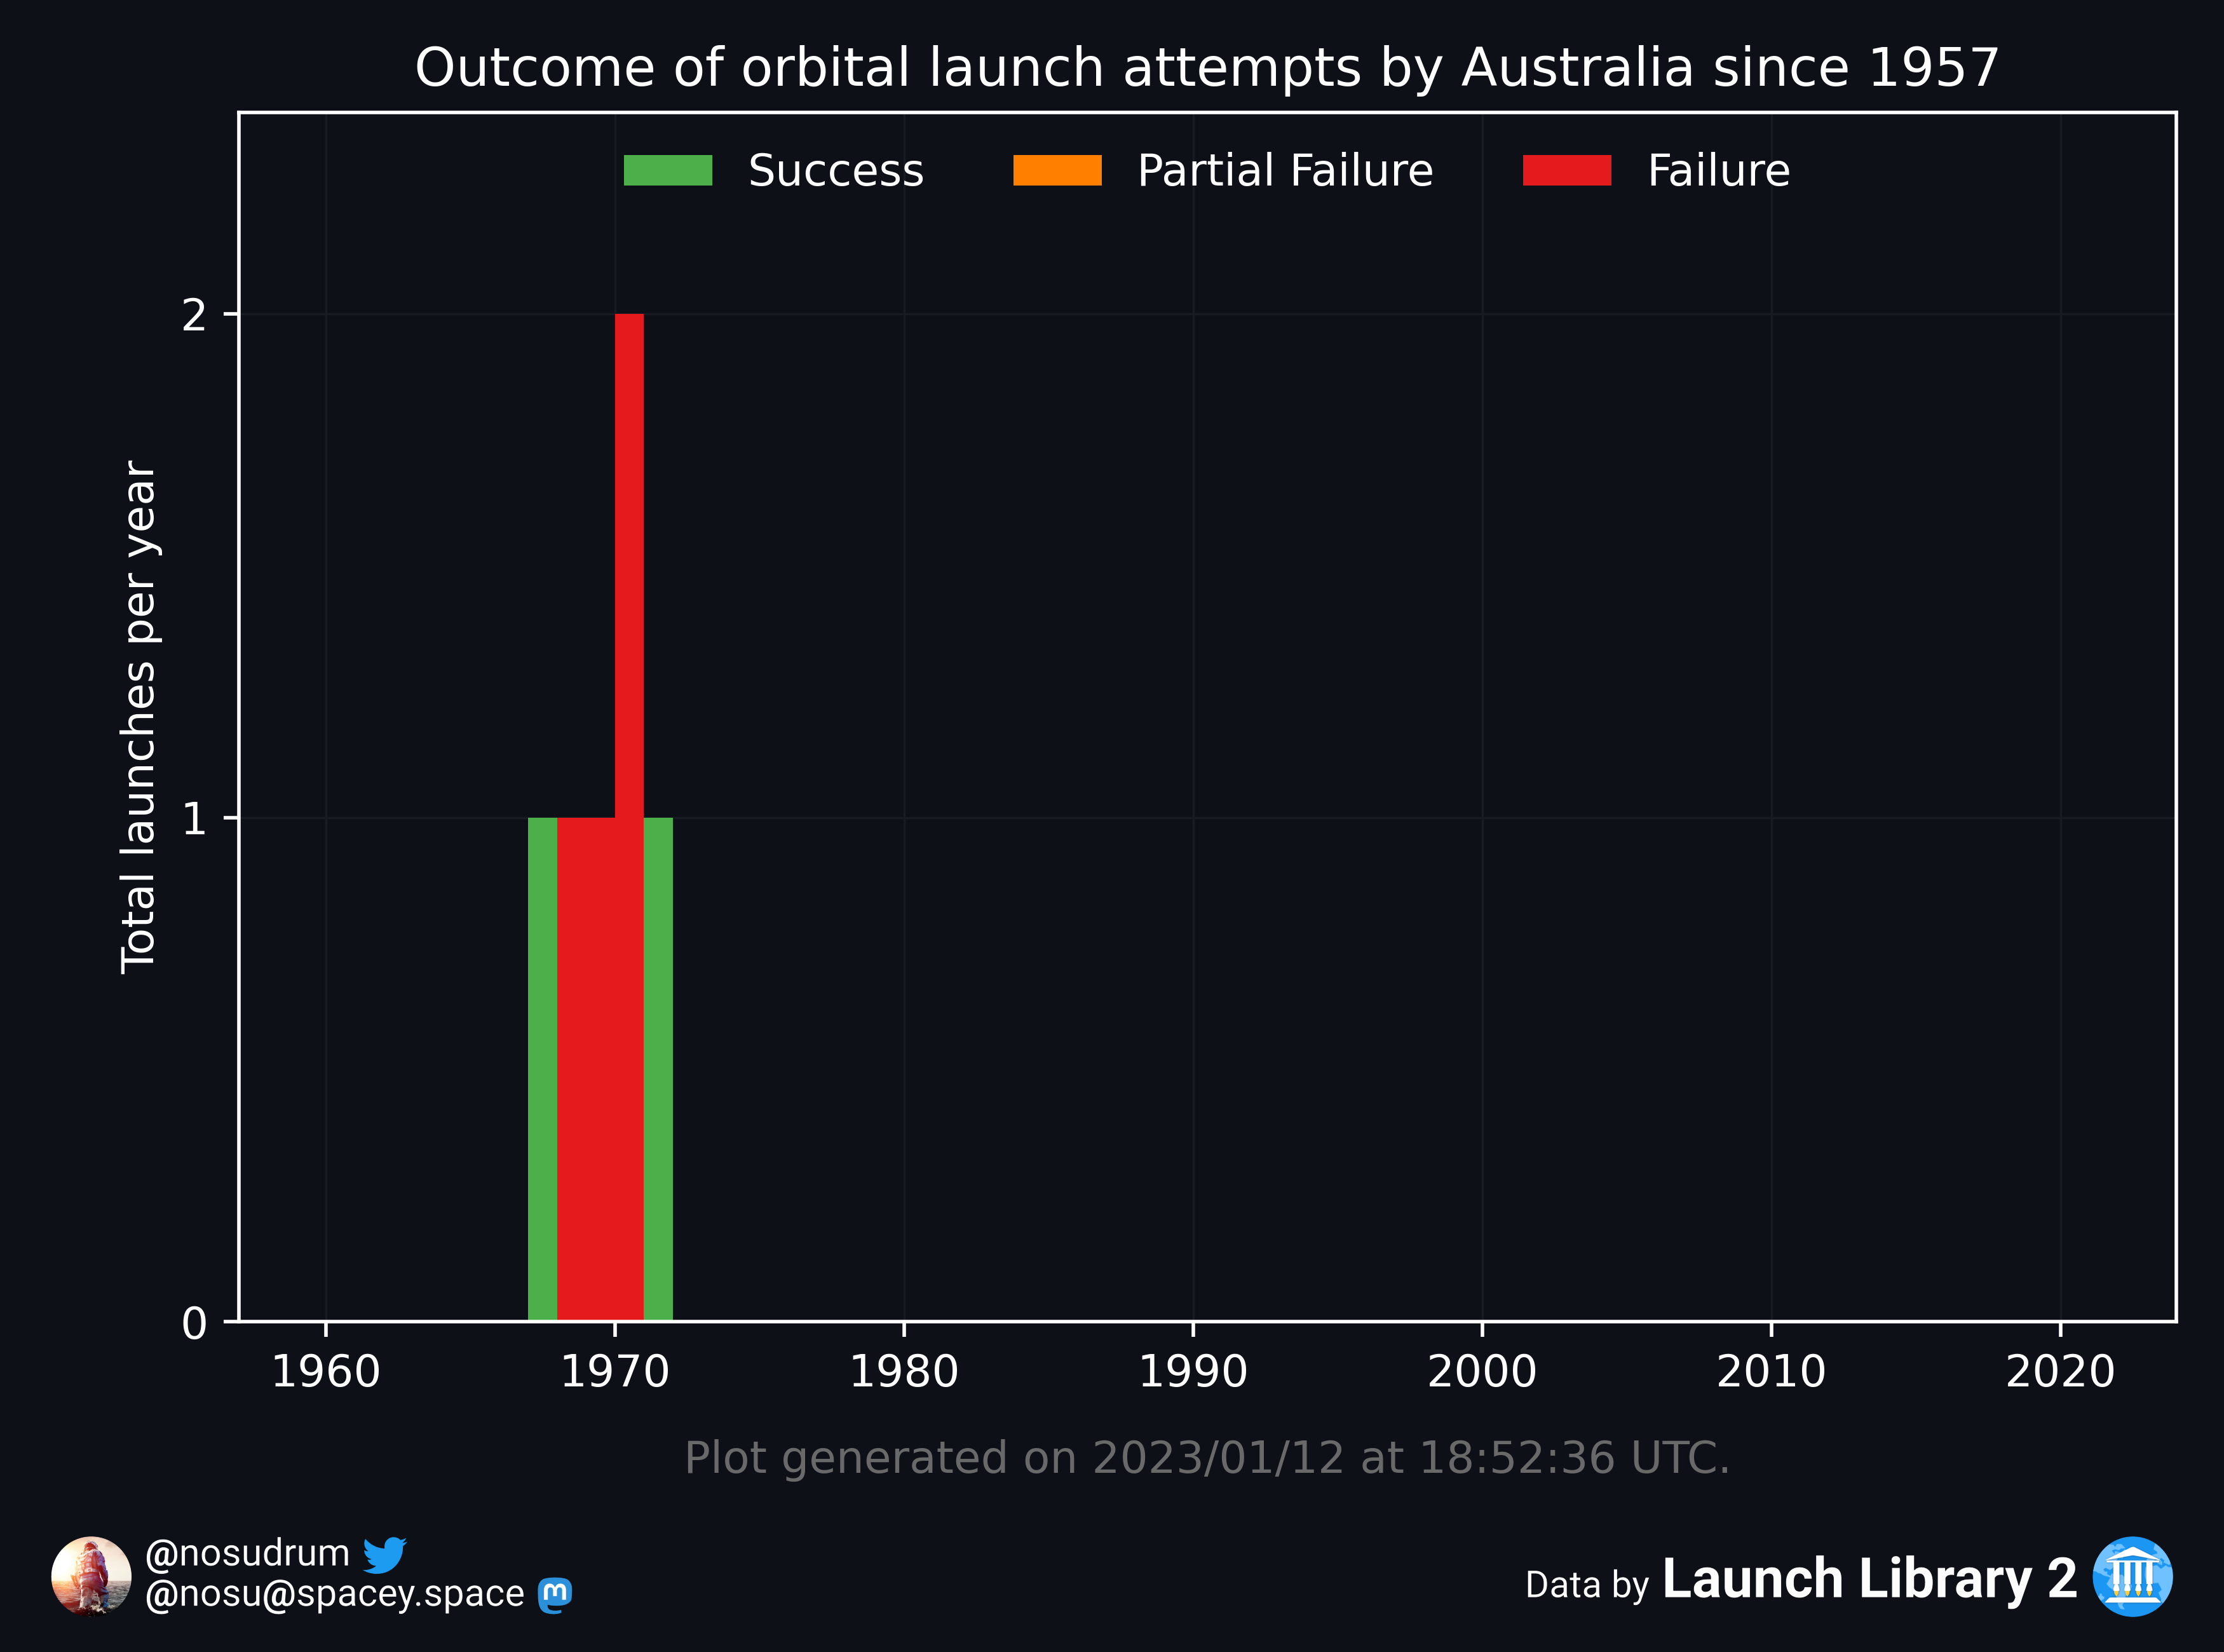 Outcome of orbital launch attempts by Australia since 1957
Success
Partial Failure
Failure
Total launches per year
2
1
0
1960
1970
1980
1990
2000
2010
2020
Plot generated on 2023/01/12 at 18:52:36 UTC.
@nosudrum
@nosu@spacey.space
Data by Launch Library 2